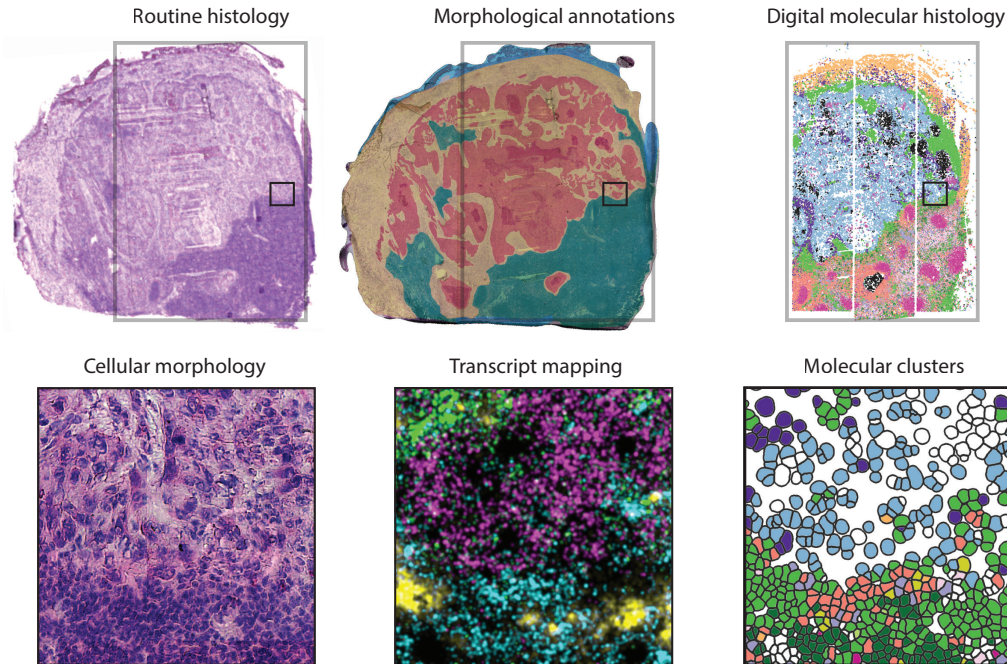 Routine histology
Morphological annotations
Digital molecular histology
Cellular morphology
Transcript mapping
Molecular clusters